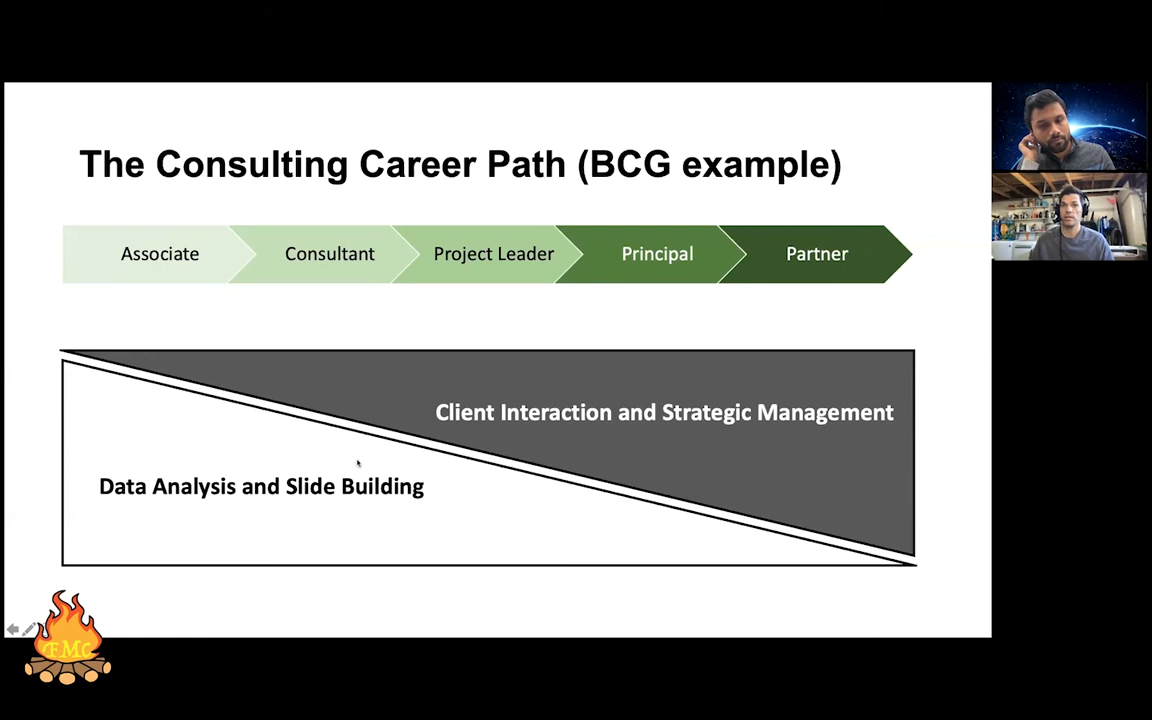 The Consulting Career Path (BCG example)
Associate
Consultant
Project Leader
Principal
Partner
Client Interaction and Strategic Management
Data Analysis and Slide Building
FMC